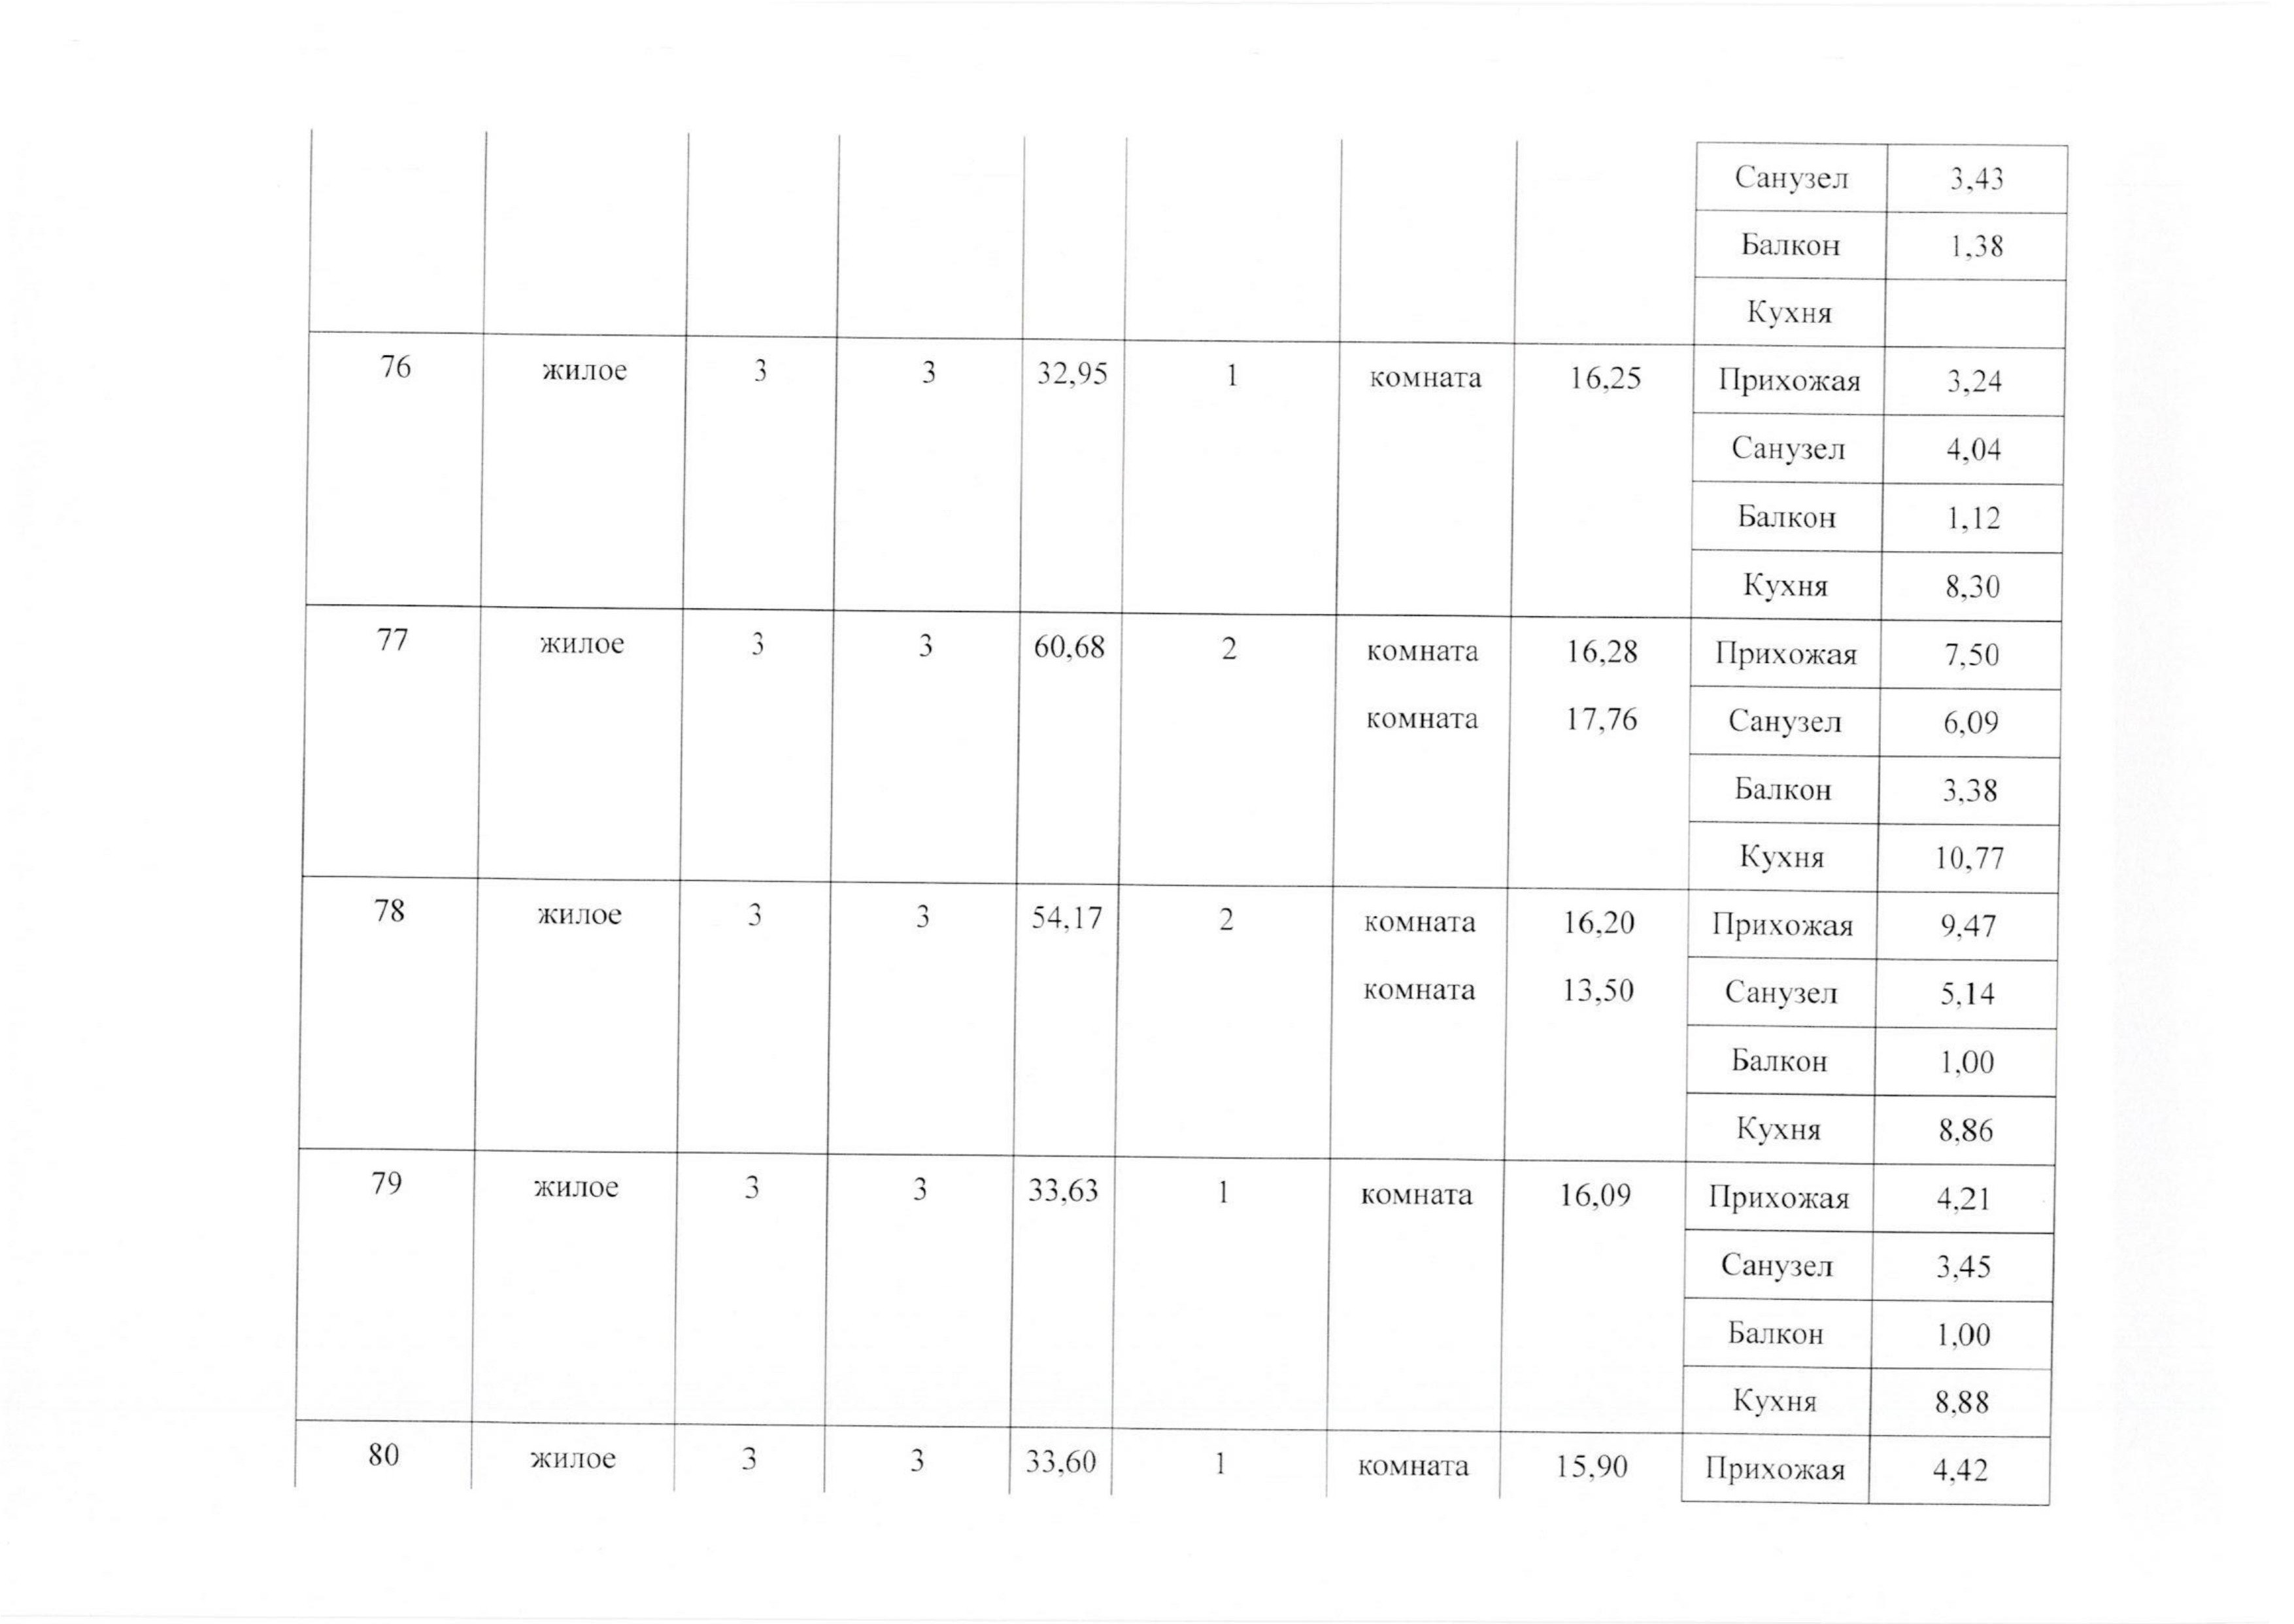 Санузел 3,43
Балкон 1,38
Кухня
76 жилое 3 3 32,95 1 комната 16,25 Прихожая 3,24
Санузел 4,04
Балкон 1,12
Кухня 8,30
77 жилое 3 3 60,68 2 комната 16,28 Прихожая 7,50
комната 17,76 Санузел 6,09
Балкон 3,38
Кухня 10,77
78 жилое 3 3 54,17 2 комната 16,20 Прихожая 9,47
комната 13,50 Санузел 5,14
Балкон 1,00
Кухня 8,86
79 жилое 3 3 33,63 1 комната 16,09 Прихожая 4,21
Санузел 3,45
Балкон 1,00
Кухня 8,88
80 жилое 3 3 33,60 1 комната 15,90 Прихожая 4,42